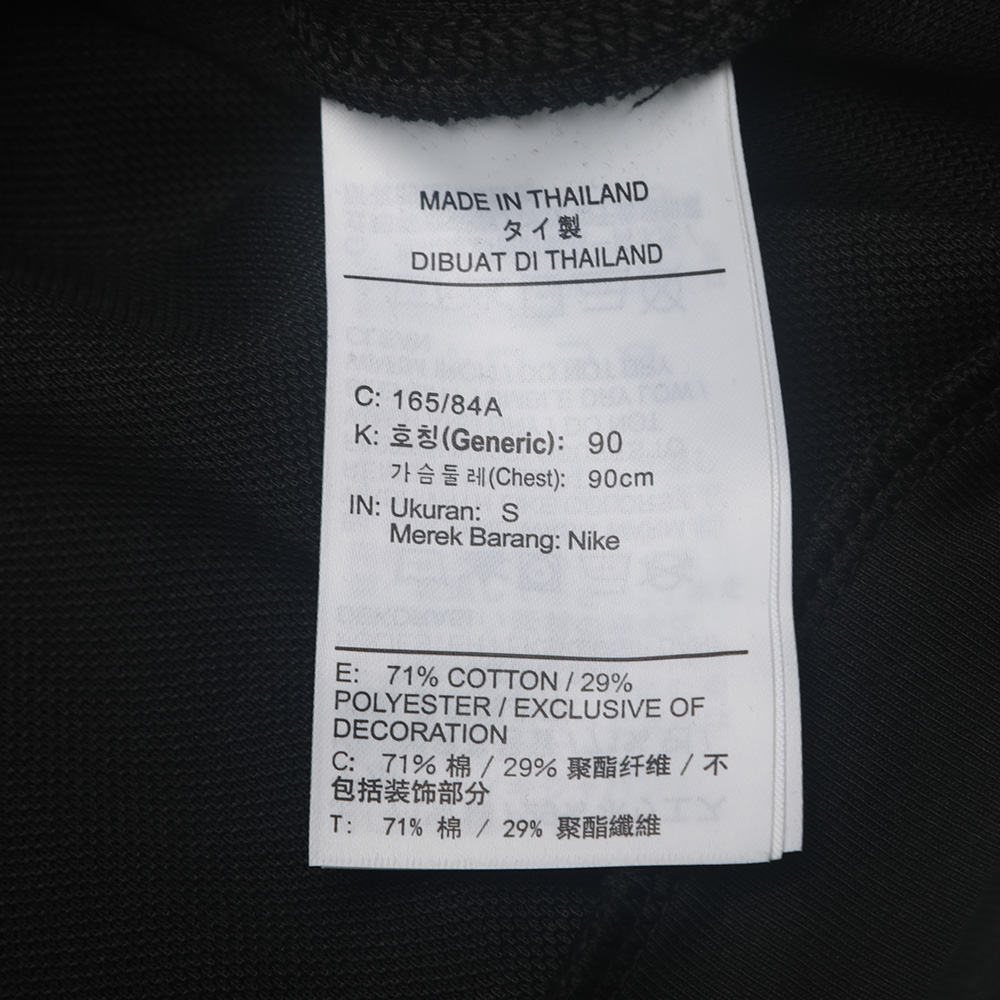 MADE IN THAILAND
タイ製
DIBUAT DI THAILAND
C: 165/84A
K: 호칭(Generic): 90
가슴둘레(Chest): 90cm
IN: Ukuran: S
Merek Barang: Nike
E: 71% COTTON / 29%
POLYESTER / EXCLUSIVE OF
DECORATION
C: 71% 棉 / 29% 聚酯纤维 / 不
包括装饰部分
T: 71% 棉 / 29% 聚酯纖維